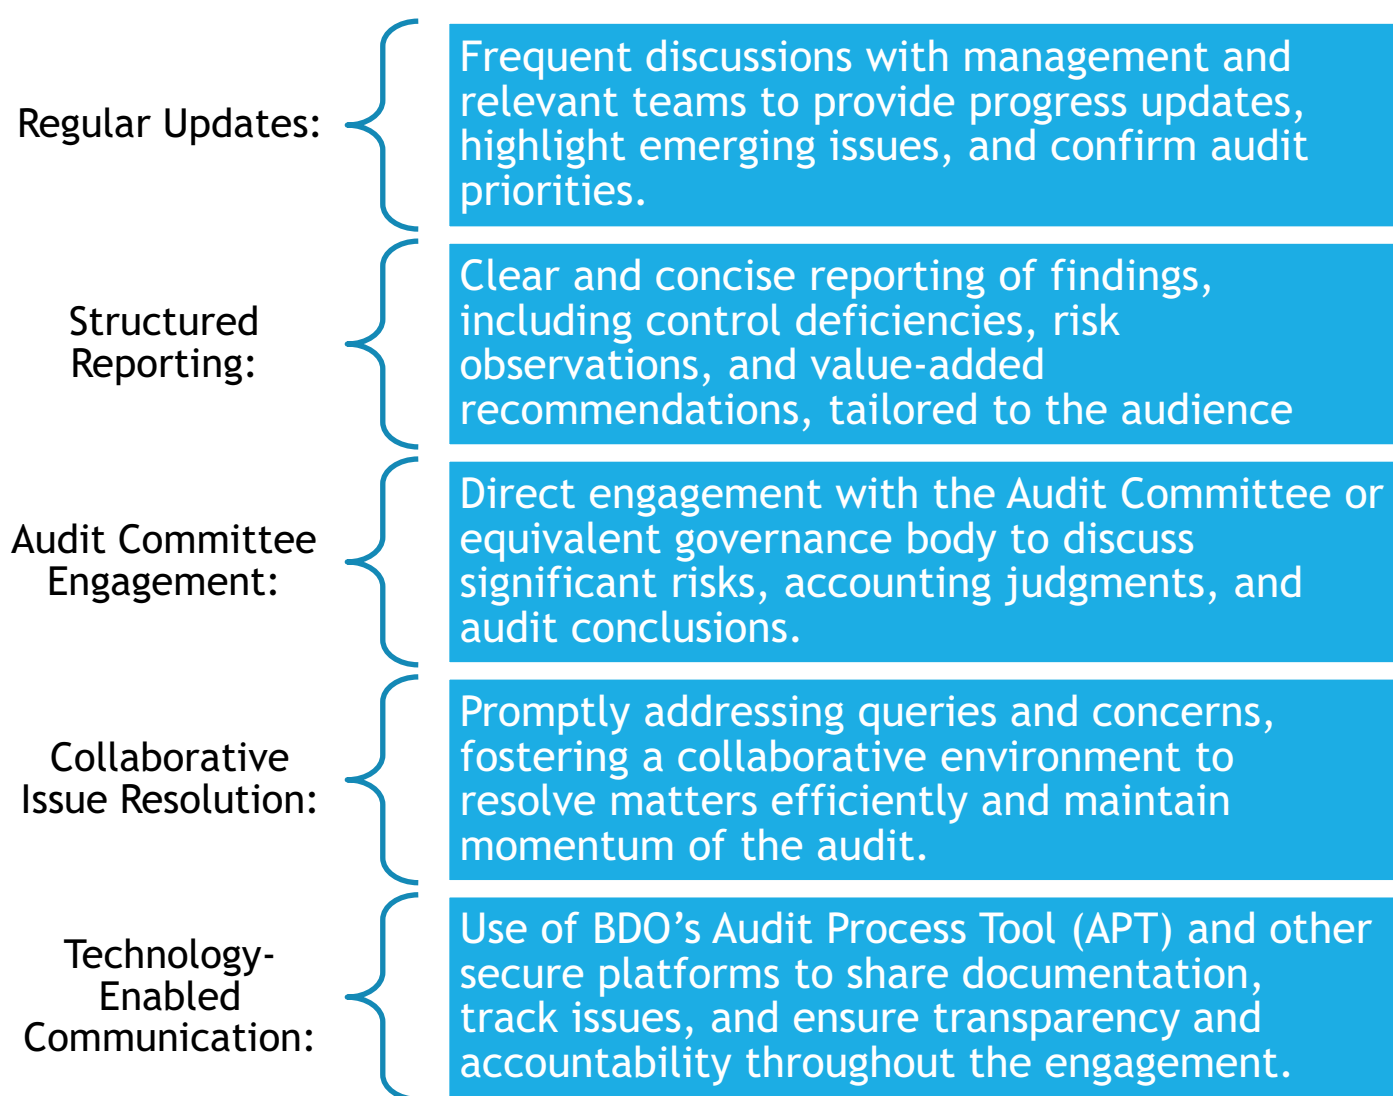 Regular Updates:
Frequent discussions with management and
relevant teams to provide progress updates,
highlight emerging issues, and confirm audit
priorities.
Structured
Reporting:
Clear and concise reporting of findings,
including control deficiencies, risk
observations, and value-added
recommendations, tailored to the audience
Audit Committee
Engagement:
Direct engagement with the Audit Committee or
equivalent governance body to discuss
significant risks, accounting judgments, and
audit conclusions.
Collaborative
Issue Resolution:
Promptly addressing queries and concerns,
fostering a collaborative environment to
resolve matters efficiently and maintain
momentum of the audit.
Technology-
Enabled
Communication:
Use of BDO’s Audit Process Tool (APT) and other
secure platforms to share documentation,
track issues, and ensure transparency and
accountability throughout the engagement.